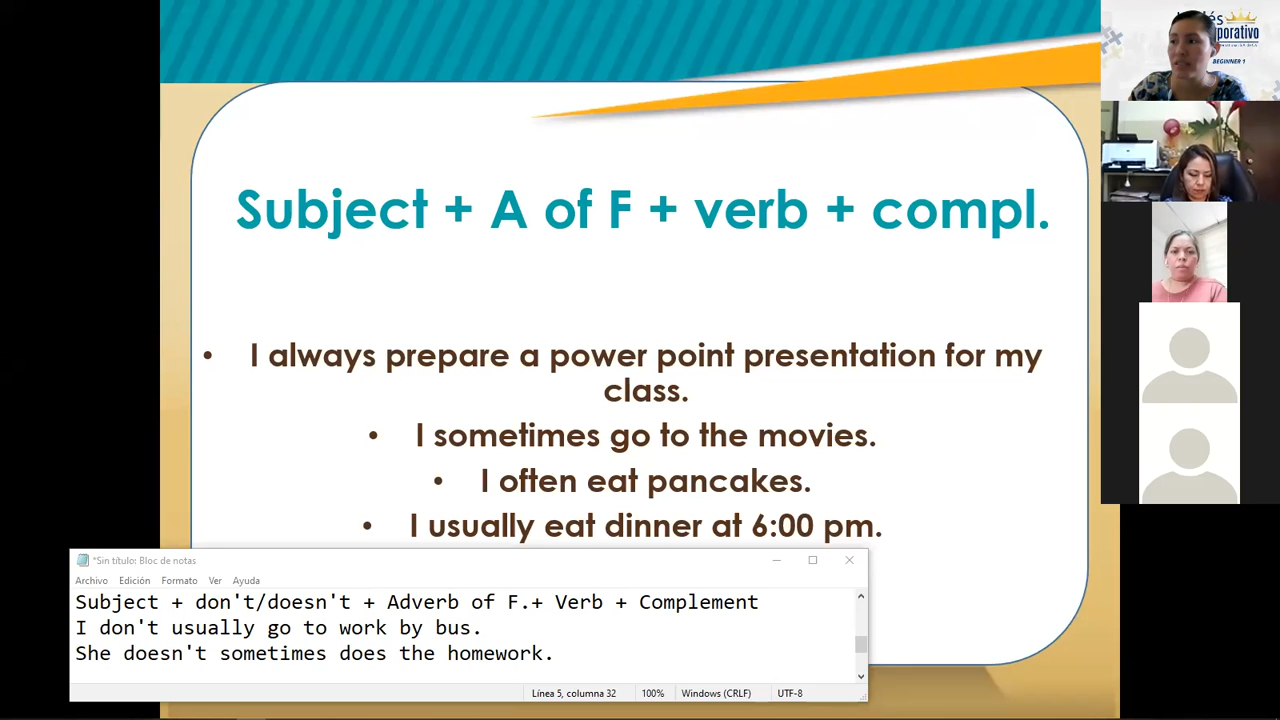 Subject + A of F + verb + compl.
• I always prepare a power point presentation for my
class.
• I sometimes go to the movies.
• I often eat pancakes.
• I usually eat dinner at 6:00 pm.
*Sin título: Bloc de notas
Archivo Edición Formato Ver Ayuda
Subject + don't/doesn't + Adverb of F.+ Verb + Complement
I don't usually go to work by bus.
She doesn't sometimes does the homework.
Línea 5, columna 32 100% Windows (CRLF) UTF-8
BEGINNER 1